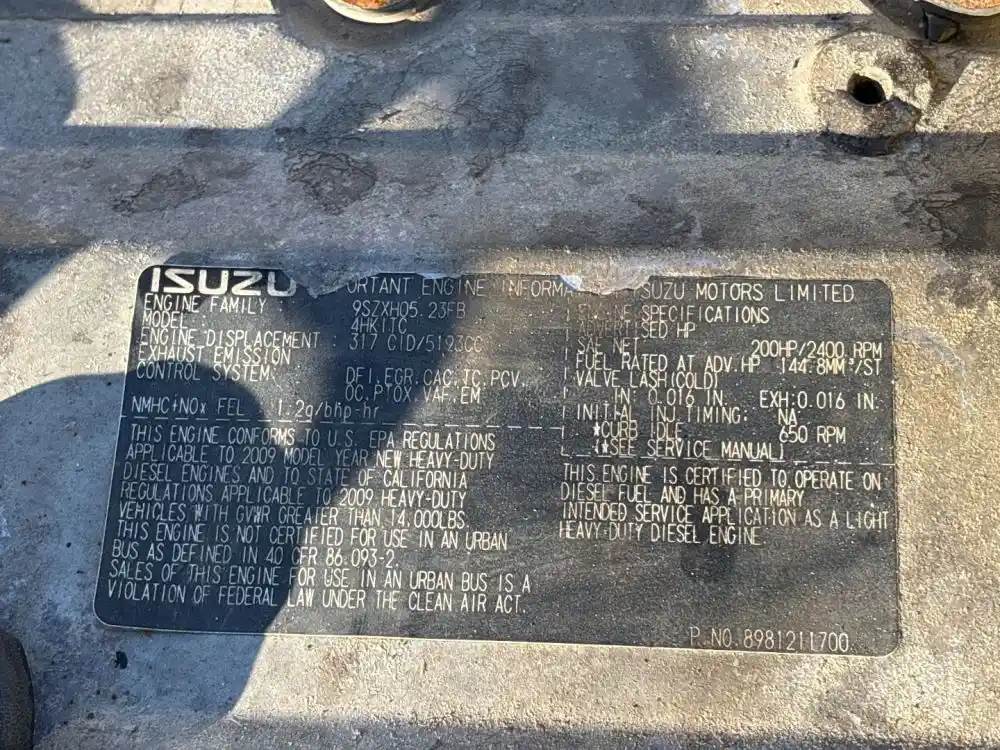 ISUZU
ORTANT ENGINE INFORMA
ISUZU MOTORS LIMITED
ENGINE FAMILY 9SZXH05.23FB
MODEL : 4HK1TC
ENGINE DISPLACEMENT : 317 CID/5193CC
EXHAUST EMISSION
CONTROL SYSTEM: DFI,EGR,CAC,TC,PCV,
OC,PTOX,VAF,EM
NMHC+NOx FEL 1.2g/bhp-hr
THIS ENGINE CONFORMS TO U.S. EPA REGULATIONS
APPLICABLE TO 2009 MODEL YEAR NEW HEAVY-DUTY
DIESEL ENGINES AND TO STATE OF CALIFORNIA
REGULATIONS APPLICABLE TO 2009 HEAVY-DUTY
VEHICLES WITH GVWR GREATER THAN 14,000LBS.
THIS ENGINE IS NOT CERTIFIED FOR USE IN AN URBAN
BUS AS DEFINED IN 40 CFR 86.093-2.
SALES OF THIS ENGINE FOR USE IN AN URBAN BUS IS A
VIOLATION OF FEDERAL LAW UNDER THE CLEAN AIR ACT.
ENGINE SPECIFICATIONS
ADVERTISED HP
SAE NET 200HP/2400 RPM
FUEL RATED AT ADV.HP 144.8MM³/ST
VALVE LASH(COLD)
IN: 0.016 IN. EXH:0.016 IN.
INITIAL INJ.TIMING: NA
*CURB IDLE 650 RPM
(*SEE SERVICE MANUAL)
THIS ENGINE IS CERTIFIED TO OPERATE ON
DIESEL FUEL AND HAS A PRIMARY
INTENDED SERVICE APPLICATION AS A LIGHT
HEAVY-DUTY DIESEL ENGINE.
P.NO.8981211700